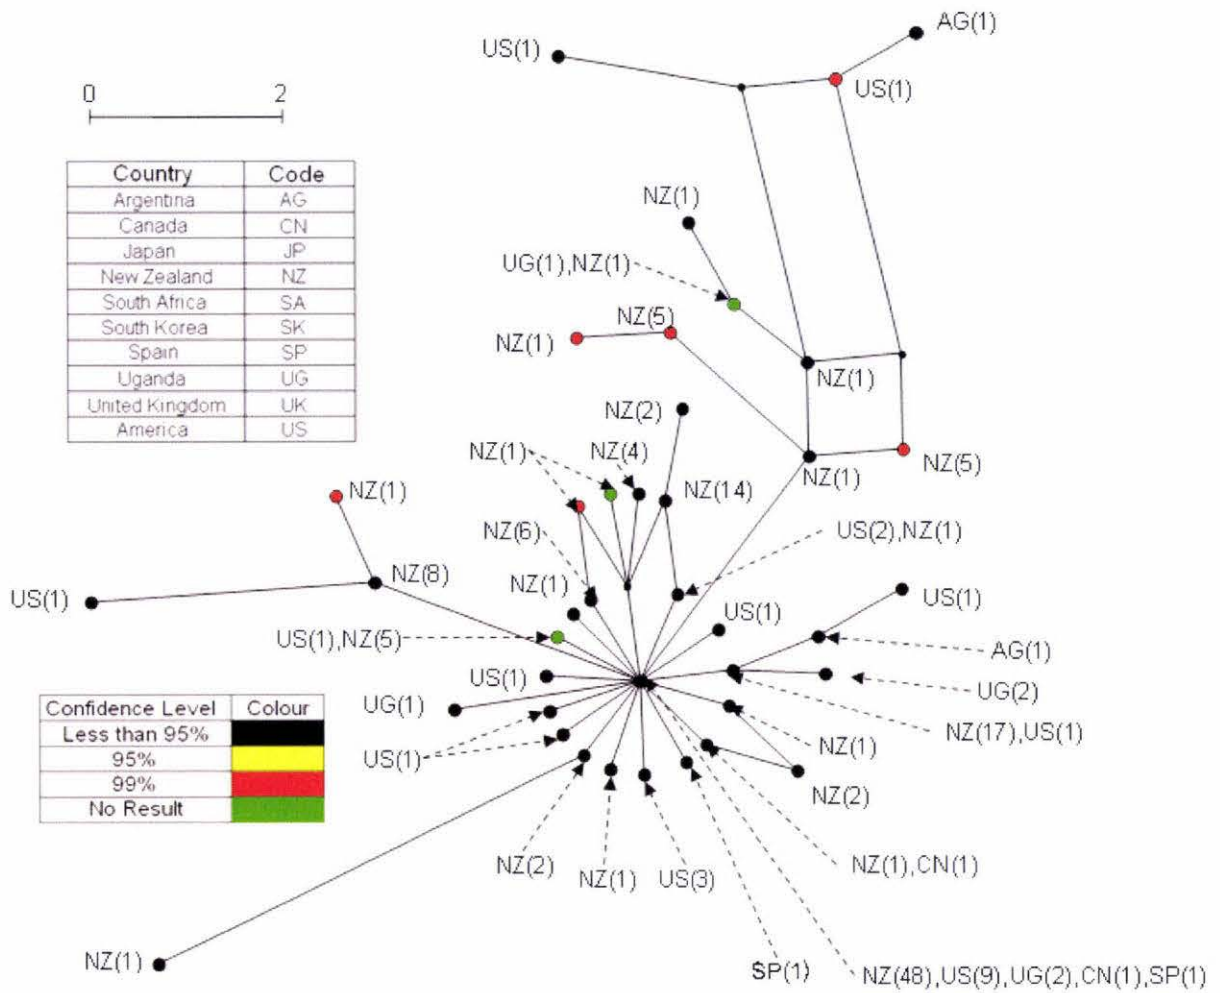 AG(1)
US(1)
US(1)
0 2
Country Code
Argentina AG
Canada CN
Japan JP
New Zealand NZ
South Africa SA
South Korea SK
Spain SP
Uganda UG
United Kingdom UK
America US
NZ(1)
UG(1),NZ(1)
NZ(5)
NZ(1)
NZ(1)
NZ(2)
NZ(1)
NZ(4)
NZ(1)
NZ(5)
NZ(1)
NZ(14)
NZ(6)
US(2),NZ(1)
NZ(8)
NZ(1)
US(1)
US(1)
US(1)
US(1),NZ(5)
AG(1)
US(1)
UG(2)
UG(1)
NZ(17),US(1)
NZ(1)
US(1)
Confidence Level Colour
Less than 95%
95%
99%
No Result
NZ(2)
NZ(2)
NZ(1)
US(3)
NZ(1),CN(1)
NZ(1)
SP(1)
NZ(48),US(9),UG(2),CN(1),SP(1)